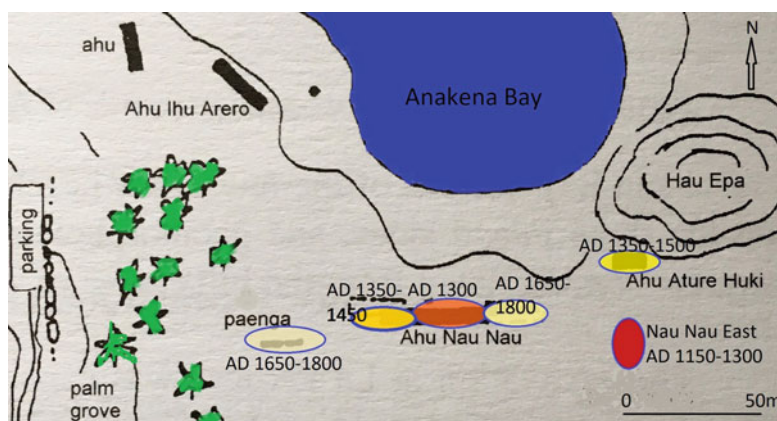 ahu
Ahu Ihu Arero
Anakena Bay
N
Hau Epa
parking
AD 1350-1500
Ahu Ature Huki
AD 1350-
1450
AD 1300
AD 1650-
1800
Ahu Nau Nau
paenga
AD 1650-1800
Nau Nau East
AD 1150-1300
palm
grove
0 50m